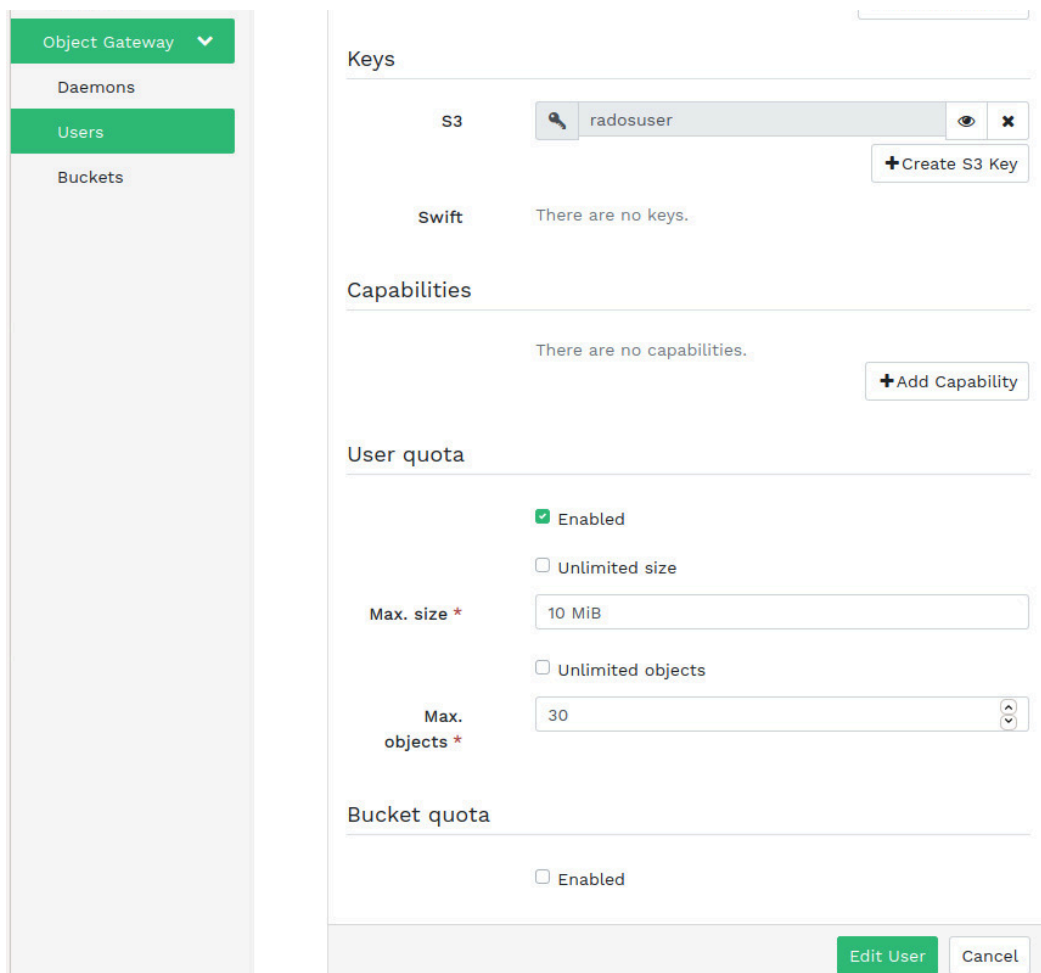 Object Gateway
Daemons
Users
Buckets
Keys
S3
radosuser
Create S3 Key
Swift
There are no keys.
Capabilities
There are no capabilities.
Add Capability
User quota
Enabled
Unlimited size
Max. size *
10 MiB
Unlimited objects
Max.
objects *
30
Bucket quota
Enabled
Edit User
Cancel